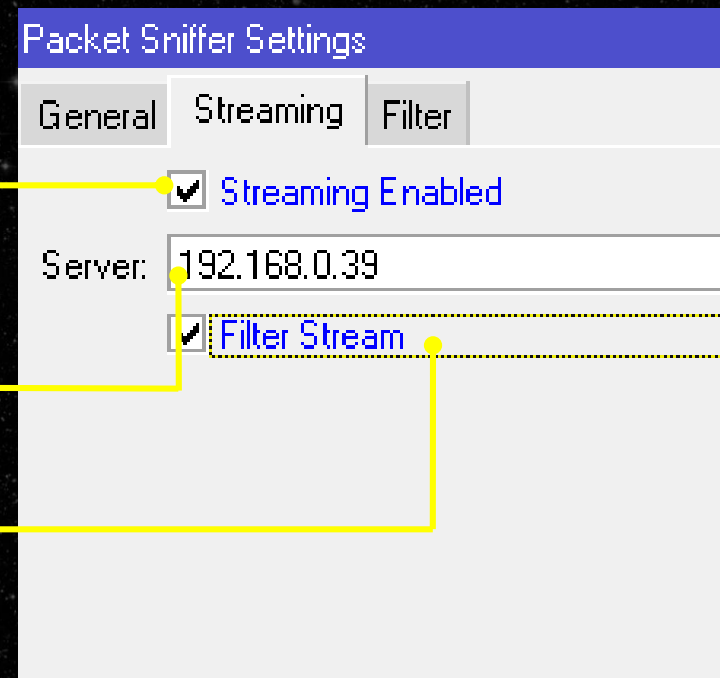 Packet Sniffer Settings
General Streaming Filter
Streaming Enabled
Server: 192.168.0.39
Filter Stream